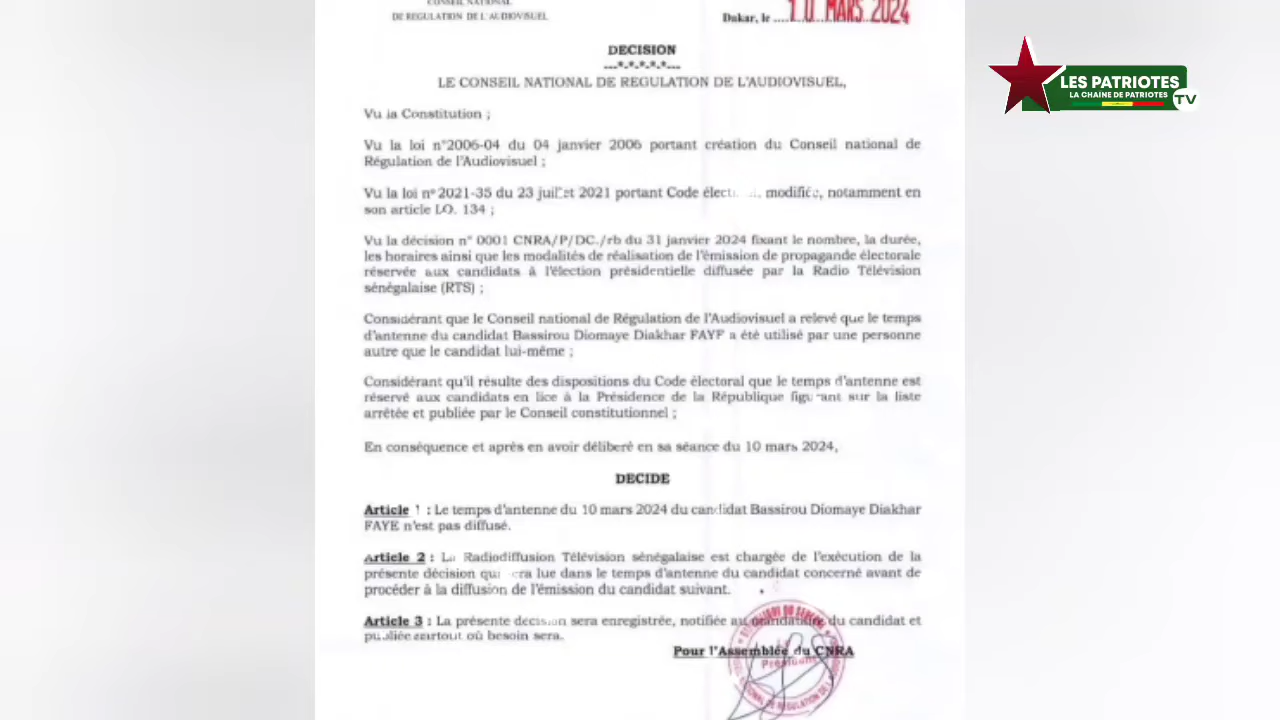 CONSEIL NATIONAL
DE REGULATION DE L'AUDIOVISUEL
Dakar, le ....10 MARS 2024
DECISION
---*-*-*-*-*---
LE CONSEIL NATIONAL DE REGULATION DE L'AUDIOVISUEL,
Vu la Constitution ;
Vu la loi n°2006-04 du 04 janvier 2006 portant création du Conseil national de
Régulation de l'Audiovisuel ;
Vu la loi n° 2021-35 du 23 juillet 2021 portant Code modifiée, notamment en
son article LO. 134 ;
Vu la décision n° 0001 CNRA/P/DC./rb du 31 janvier 2024 fixant le nombre, la durée,
les horaires ainsi que les modalités de réalisation de l'émission de propagande électorale
réservée aux candidats à l'élection présidentielle diffusée par la Radio Télévision
sénégalaise (RTS) ;
Considérant que le Conseil national de Régulation de l'Audiovisuel a relevé que le temps
d'antenne du candidat Bassirou Diomaye Diakhar FAYE a été utilisé par une personne
autre que le candidat lui-même ;
Considérant qu'il résulte des dispositions du Code électoral que le temps d'antenne est
réservé aux candidats en lice à la Présidence de la République figurant sur la liste
arrêtée et publiée par le Conseil constitutionnel ;
En conséquence et après en avoir délibéré en sa séance du 10 mars 2024,
DECIDE
Article 1 : Le temps d'antenne du 10 mars 2024 du candidat Bassirou Diomaye Diakhar
FAYE n'est pas diffusé.
Article 2 : La Radiodiffusion Télévision sénégalaise est chargée de l'exécution de la
présente décision qui sera lue dans le temps d'antenne du candidat concerné avant de
procéder à la diffusion de l'émission du candidat suivant.
Article 3 : La présente decision sera enregistrée, notifiée au mandataire du candidat et
publiée partout où besoin sera.
Pour l'Assemblée du CNRA
Le
Président
LES PATRIOTES
LA CHAINE DE PATRIOTES
TV